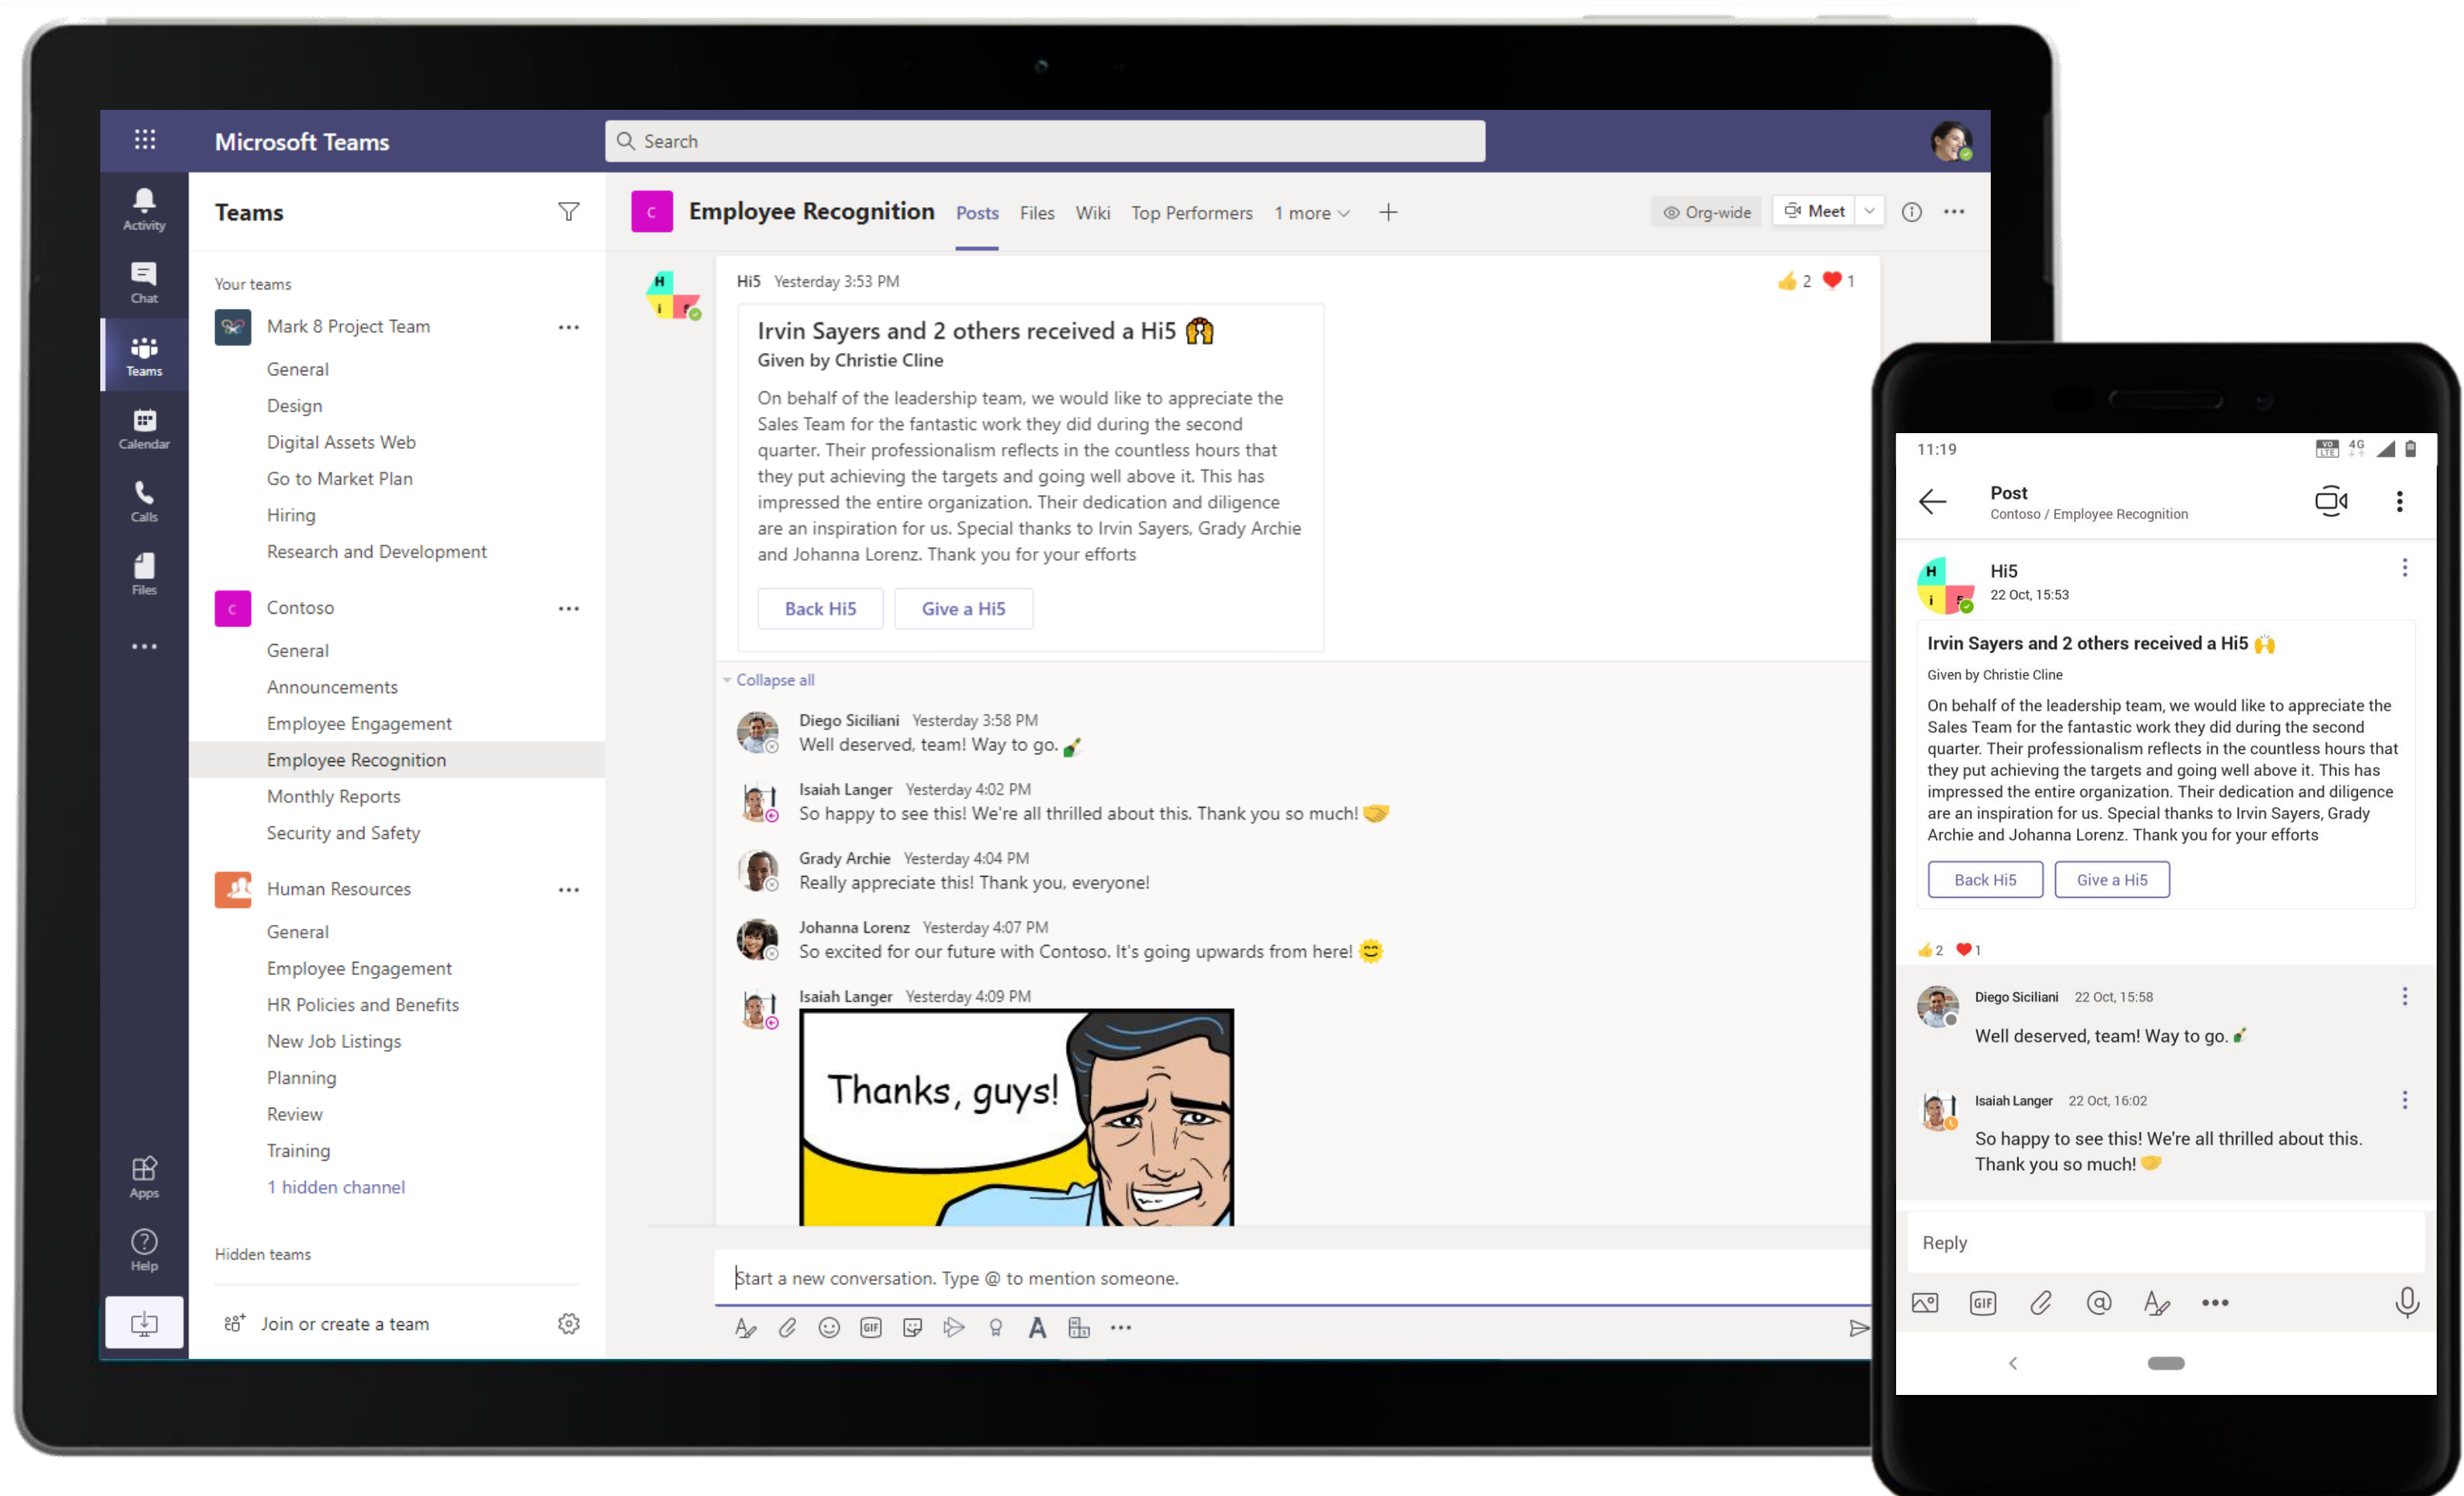 Microsoft Teams
Search
Activity
Chat
Teams
Calendar
Calls
Files
Apps
Help
Teams
Your teams
Mark 8 Project Team
General
Design
Digital Assets Web
Go to Market Plan
Hiring
Research and Development
C
Contoso
General
Announcements
Employee Engagement
Employee Recognition
Monthly Reports
Security and Safety
Human Resources
General
Employee Engagement
HR Policies and Benefits
New Job Listings
Planning
Review
Training
1 hidden channel
Hidden teams
Join or create a team
C
Employee Recognition Posts Files Wiki Top Performers 1 more
Org-wide
Meet
H
i 5
Hi5 Yesterday 3:53 PM
👍 2 ❤️ 1
Irvin Sayers and 2 others received a Hi5 🙌
Given by Christie Cline
On behalf of the leadership team, we would like to appreciate the
Sales Team for the fantastic work they did during the second
quarter. Their professionalism reflects in the countless hours that
they put achieving the targets and going well above it. This has
impressed the entire organization. Their dedication and diligence
are an inspiration for us. Special thanks to Irvin Sayers, Grady Archie
and Johanna Lorenz. Thank you for your efforts
Back Hi5
Give a Hi5
Collapse all
Diego Siciliani Yesterday 3:58 PM
Well deserved, team! Way to go. 🍾
Isaiah Langer Yesterday 4:02 PM
So happy to see this! We're all thrilled about this. Thank you so much! 🤝
Grady Archie Yesterday 4:04 PM
Really appreciate this! Thank you, everyone!
Johanna Lorenz Yesterday 4:07 PM
So excited for our future with Contoso. It's going upwards from here! 🌞
Isaiah Langer Yesterday 4:09 PM
Thanks, guys!
Start a new conversation. Type @ to mention someone.
GIF
11:19
VO LTE 4G
Post
Contoso / Employee Recognition
H
i 5
Hi5
22 Oct, 15:53
Irvin Sayers and 2 others received a Hi5 🙌
Given by Christie Cline
On behalf of the leadership team, we would like to appreciate the
Sales Team for the fantastic work they did during the second
quarter. Their professionalism reflects in the countless hours that
they put achieving the targets and going well above it. This has
impressed the entire organization. Their dedication and diligence
are an inspiration for us. Special thanks to Irvin Sayers, Grady
Archie and Johanna Lorenz. Thank you for your efforts
Back Hi5
Give a Hi5
👍 2 ❤️ 1
Diego Siciliani 22 Oct, 15:58
Well deserved, team! Way to go. 🍾
Isaiah Langer 22 Oct, 16:02
So happy to see this! We're all thrilled about this.
Thank you so much! 🤝
Reply
GIF